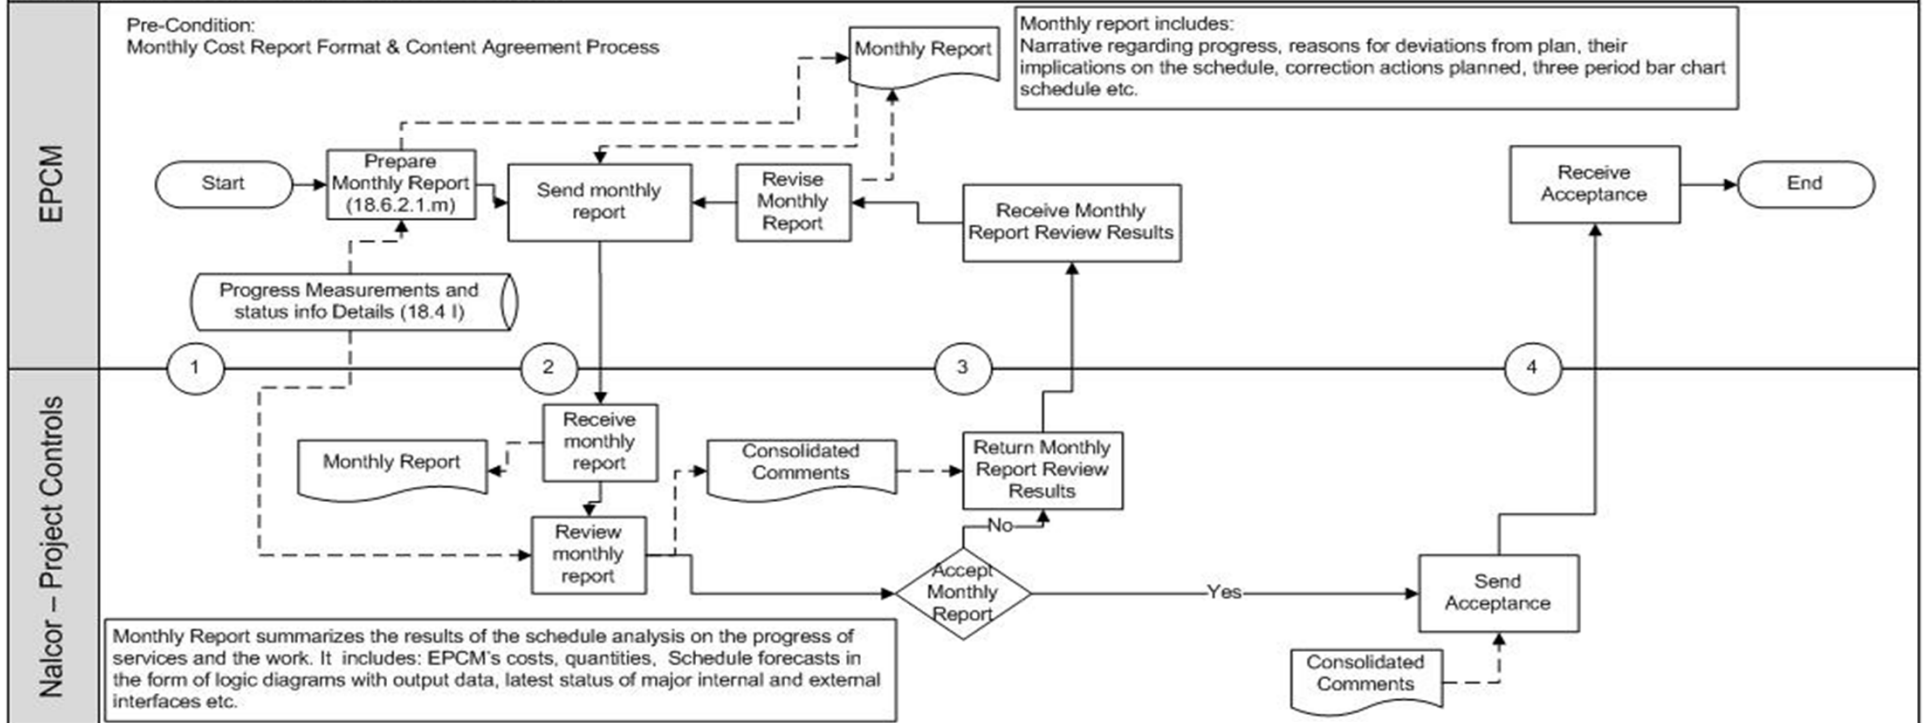 Pre-Condition:
Monthly Cost Report Format & Content Agreement Process
Monthly Report
Monthly report includes:
Narrative regarding progress, reasons for deviations from plan, their
implications on the schedule, correction actions planned, three period bar chart
schedule etc.
EPCM
Start
Prepare
Monthly Report
(18.6.2.1.m)
Send monthly
report
Revise
Monthly
Report
Receive Monthly
Report Review Results
Receive
Acceptance
End
Progress Measurements and
status info Details (18.4 l)
1
2
3
4
Nalcor – Project Controls
Receive
monthly
report
Monthly Report
Consolidated
Comments
Return Monthly
Report Review
Results
Review
monthly
report
No
Accept
Monthly
Report
Yes
Send
Acceptance
Monthly Report summarizes the results of the schedule analysis on the progress of
services and the work. It includes: EPCM's costs, quantities, Schedule forecasts in
the form of logic diagrams with output data, latest status of major internal and external
interfaces etc.
Consolidated
Comments